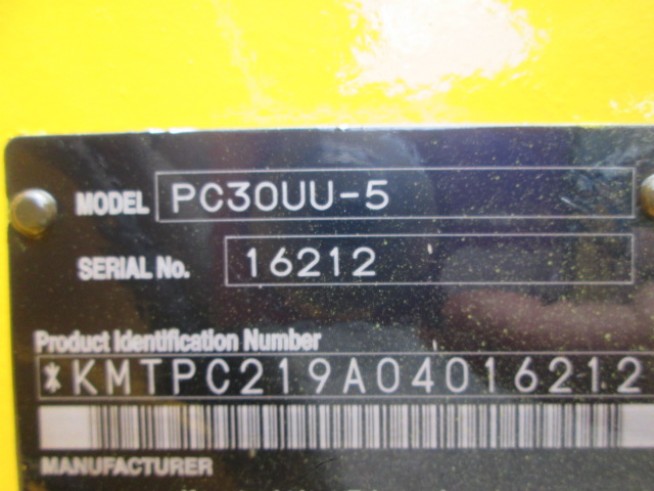 MODEL PC30UU-5
SERIAL No. 16212
Product Identification Number
*KMTPC219A04016212
MANUFACTURER